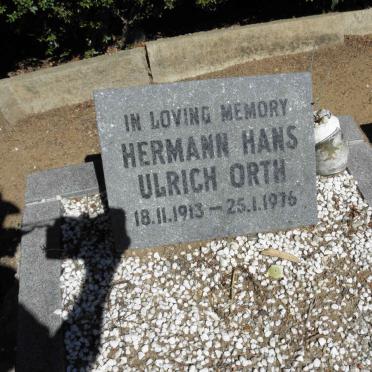 IN LOVING MEMORY
HERMANN HANS
ULRICH ORTH
18.11.1913 — 25.1.1976